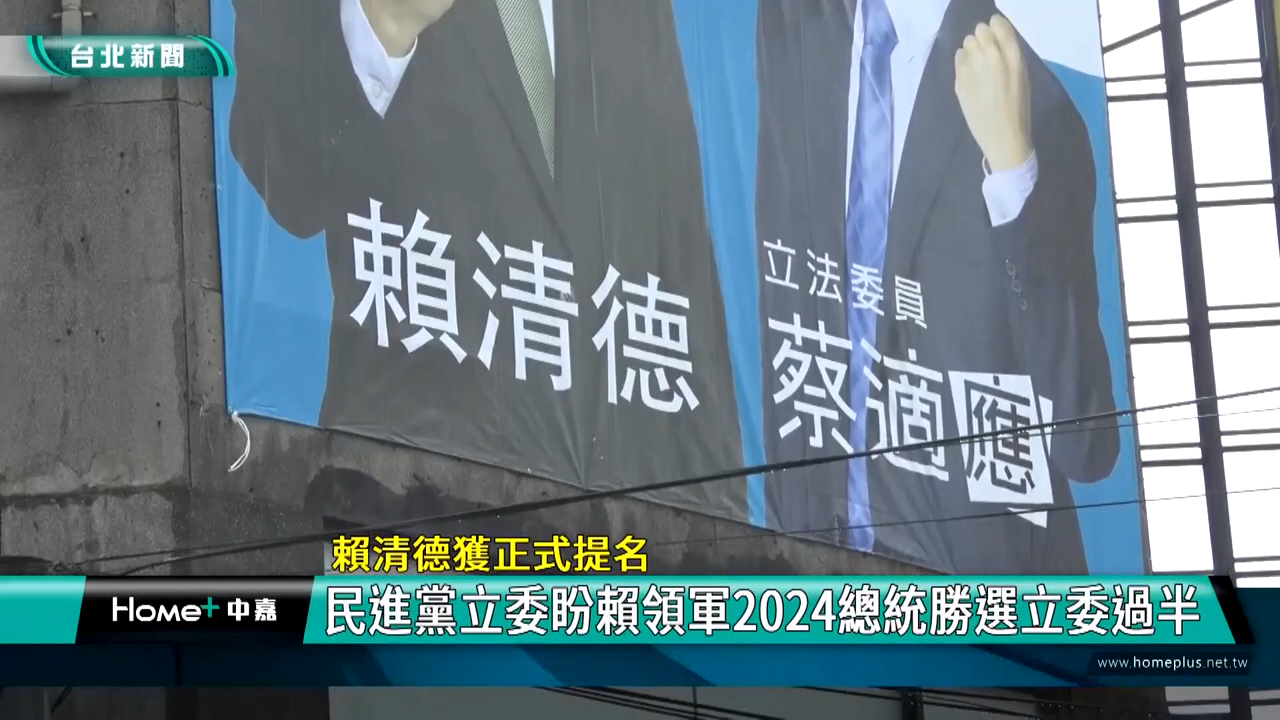 台北新聞
賴清德
立法委員
蔡適應
賴清德獲正式提名
Home+ 中嘉
民進黨立委盼賴領軍2024總統勝選立委過半
www.homeplus.net.tw